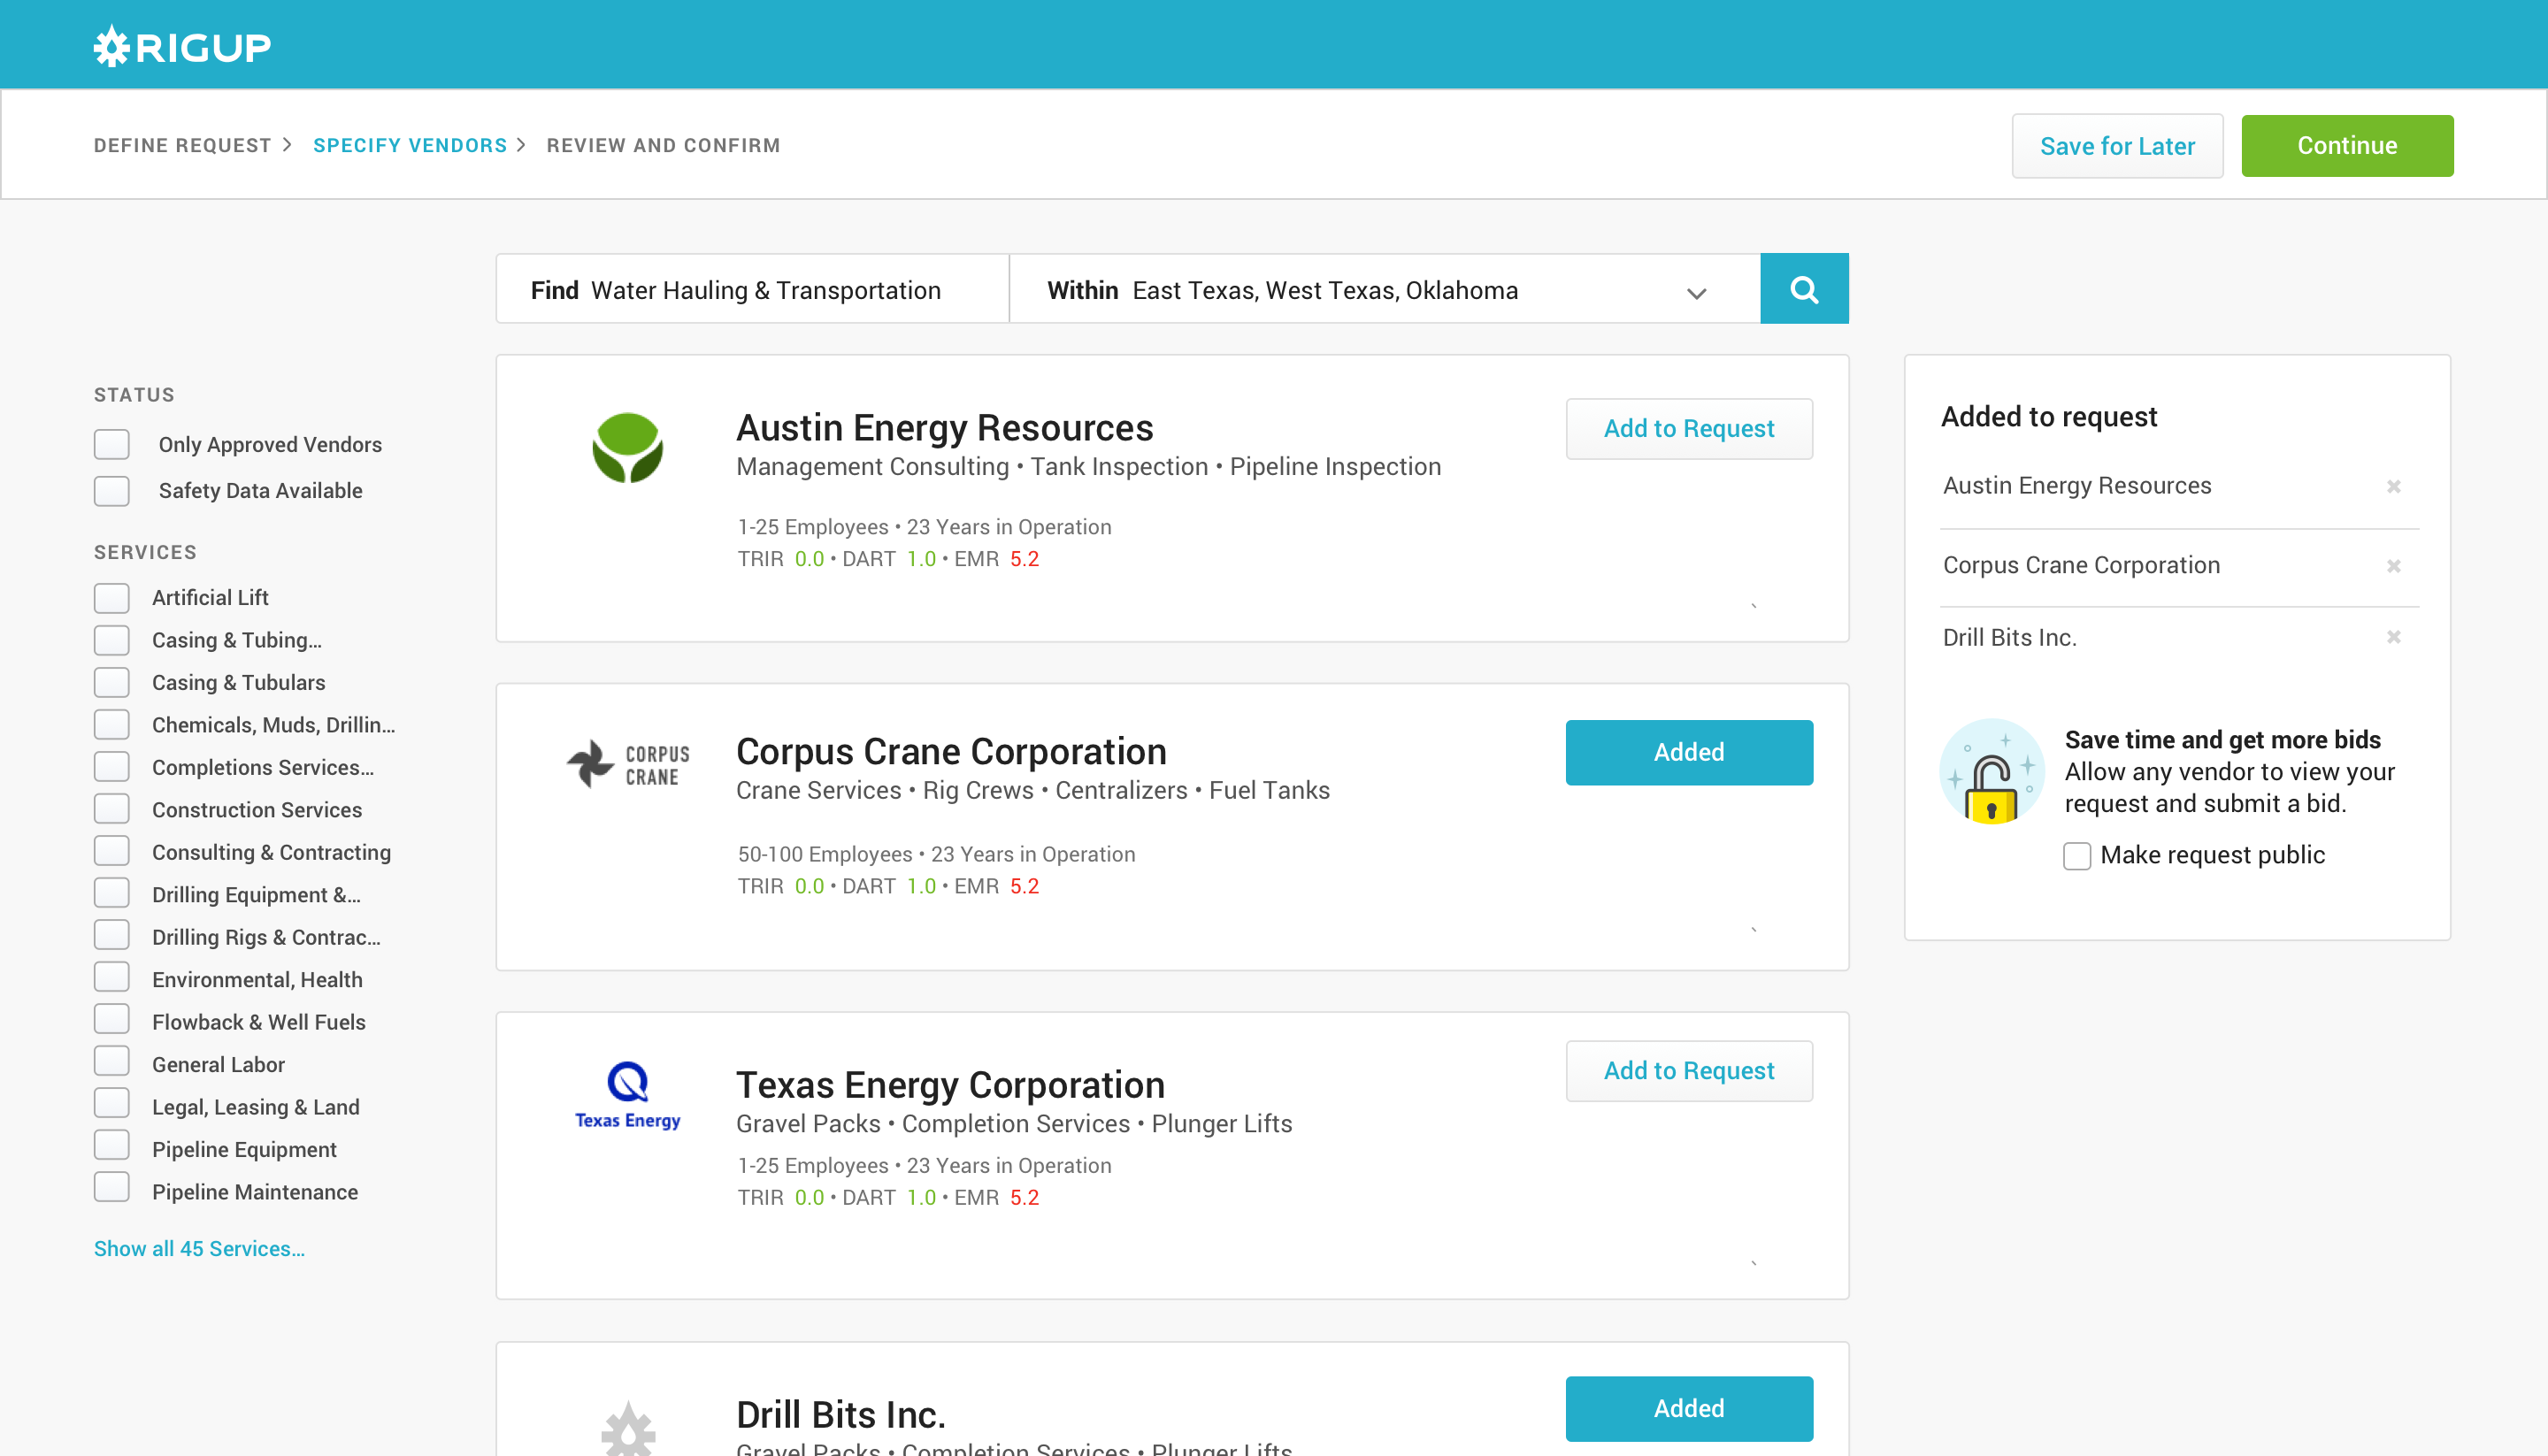 RIGUP
DEFINE REQUEST > SPECIFY VENDORS > REVIEW AND CONFIRM
Save for Later
Continue
Find Water Hauling & Transportation
Within East Texas, West Texas, Oklahoma
STATUS
Only Approved Vendors
Safety Data Available
SERVICES
Artificial Lift
Casing & Tubing...
Casing & Tubulars
Chemicals, Muds, Drillin...
Completions Services...
Construction Services
Consulting & Contracting
Drilling Equipment &...
Drilling Rigs & Contrac...
Environmental, Health
Flowback & Well Fuels
General Labor
Legal, Leasing & Land
Pipeline Equipment
Pipeline Maintenance
Show all 45 Services...
Austin Energy Resources
Management Consulting • Tank Inspection • Pipeline Inspection
1-25 Employees • 23 Years in Operation
TRIR 0.0 • DART 1.0 • EMR 5.2
Add to Request
`
CORPUS
CRANE
Corpus Crane Corporation
Crane Services • Rig Crews • Centralizers • Fuel Tanks
50-100 Employees • 23 Years in Operation
TRIR 0.0 • DART 1.0 • EMR 5.2
Added
`
Texas Energy
Texas Energy Corporation
Gravel Packs • Completion Services • Plunger Lifts
1-25 Employees • 23 Years in Operation
TRIR 0.0 • DART 1.0 • EMR 5.2
Add to Request
`
Drill Bits Inc.
Gravel Packs • Completion Services • Plunger Lifts
Added
Added to request
Austin Energy Resources
Corpus Crane Corporation
Drill Bits Inc.
Save time and get more bids
Allow any vendor to view your
request and submit a bid.
Make request public